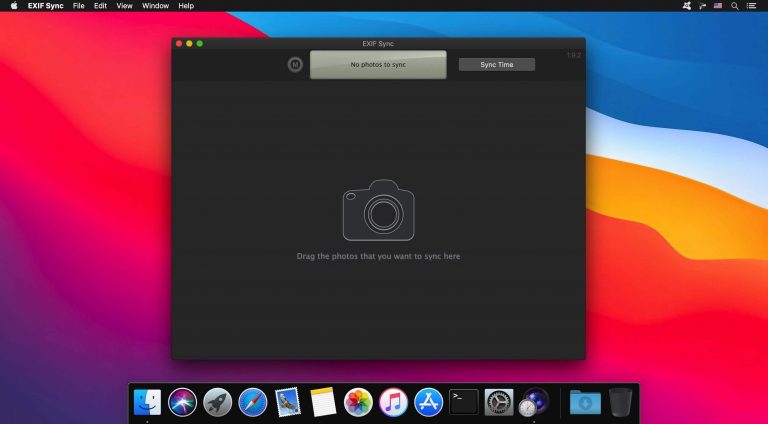 EXIF Sync File Edit View Window Help
EXIF Sync
1.9.2
M
No photos to sync
Sync Time
Drag the photos that you want to sync here
>_